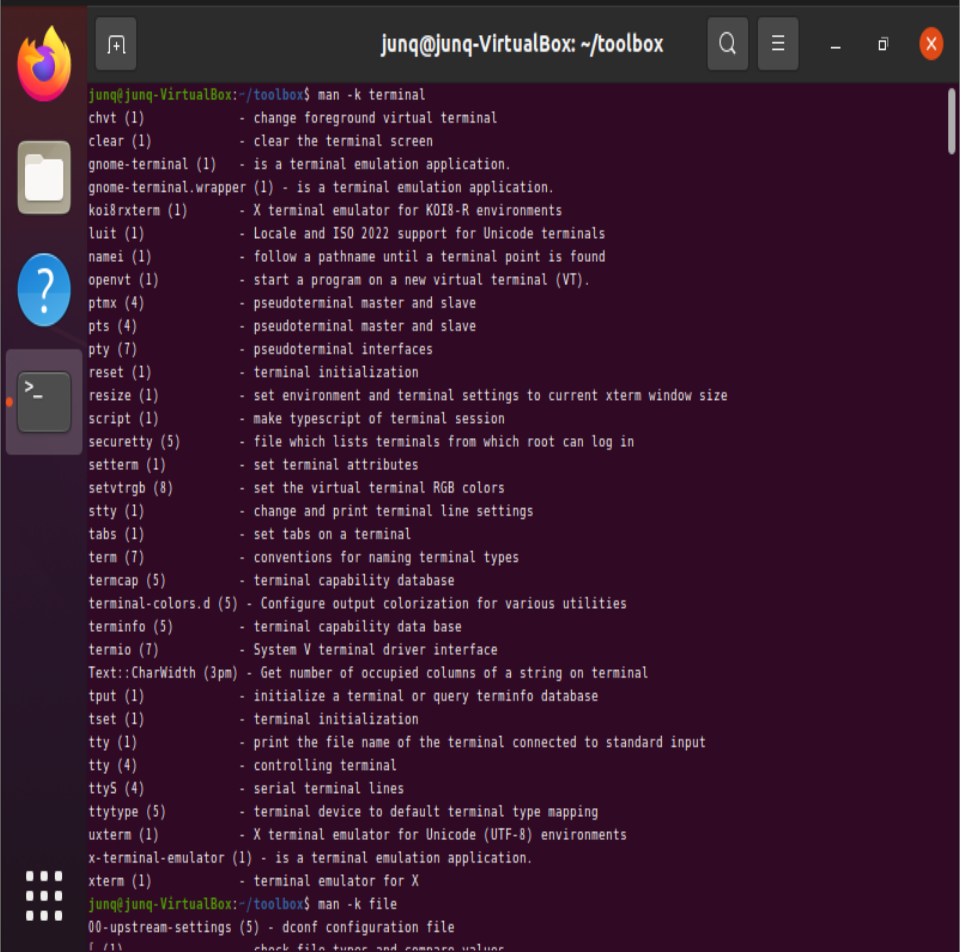 junq@junq-VirtualBox: ~/toolbox
junq@junq-VirtualBox:~/toolbox$ man -k terminal
chvt (1) - change foreground virtual terminal
clear (1) - clear the terminal screen
gnome-terminal (1) - is a terminal emulation application.
gnome-terminal.wrapper (1) - is a terminal emulation application.
koi8rxterm (1) - X terminal emulator for KOI8-R environments
luit (1) - Locale and ISO 2022 support for Unicode terminals
namei (1) - follow a pathname until a terminal point is found
openvt (1) - start a program on a new virtual terminal (VT).
ptmx (4) - pseudoterminal master and slave
pts (4) - pseudoterminal master and slave
pty (7) - pseudoterminal interfaces
reset (1) - terminal initialization
resize (1) - set environment and terminal settings to current xterm window size
script (1) - make typescript of terminal session
securetty (5) - file which lists terminals from which root can log in
setterm (1) - set terminal attributes
setvtrgb (8) - set the virtual terminal RGB colors
stty (1) - change and print terminal line settings
tabs (1) - set tabs on a terminal
term (7) - conventions for naming terminal types
termcap (5) - terminal capability database
terminal-colors.d (5) - Configure output colorization for various utilities
terminfo (5) - terminal capability data base
termio (7) - System V terminal driver interface
Text::CharWidth (3pm) - Get number of occupied columns of a string on terminal
tput (1) - initialize a terminal or query terminfo database
tset (1) - terminal initialization
tty (1) - print the file name of the terminal connected to standard input
tty (4) - controlling terminal
ttyS (4) - serial terminal lines
ttytype (5) - terminal device to default terminal type mapping
uxterm (1) - X terminal emulator for Unicode (UTF-8) environments
x-terminal-emulator (1) - is a terminal emulation application.
xterm (1) - terminal emulator for X
junq@junq-VirtualBox:~/toolbox$ man -k file
00-upstream-settings (5) - dconf configuration file
[ (1) - check file types and compare values